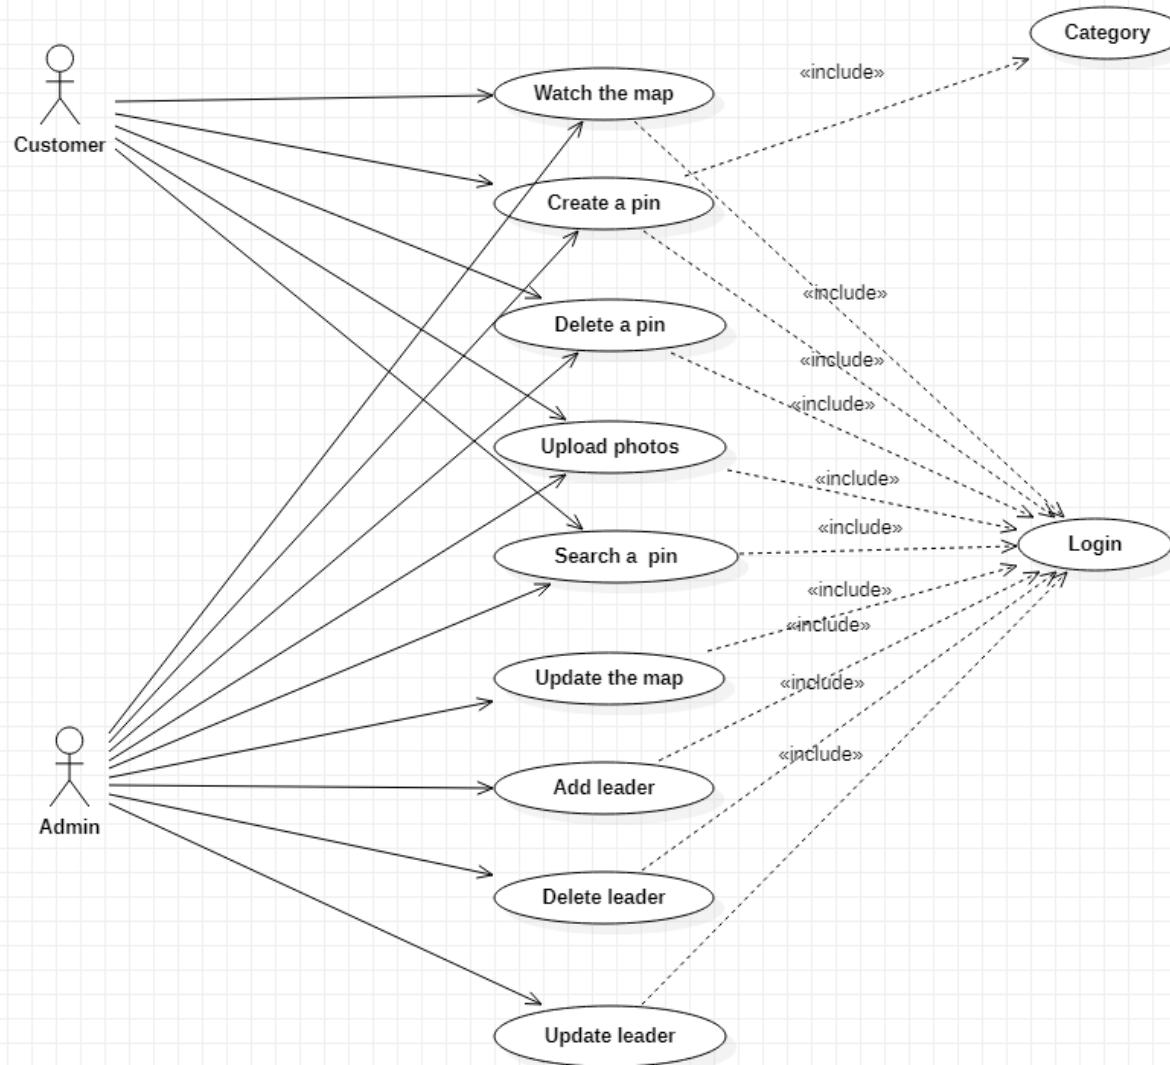 Category
«include»
Customer
Watch the map
Create a pin
«include»
Delete a pin
«include»
«include»
Upload photos
«include»
«include»
Search a  pin
Login
«include»
«include»
Update the map
«include»
«include»
Add leader
Admin
Delete leader
Update leader